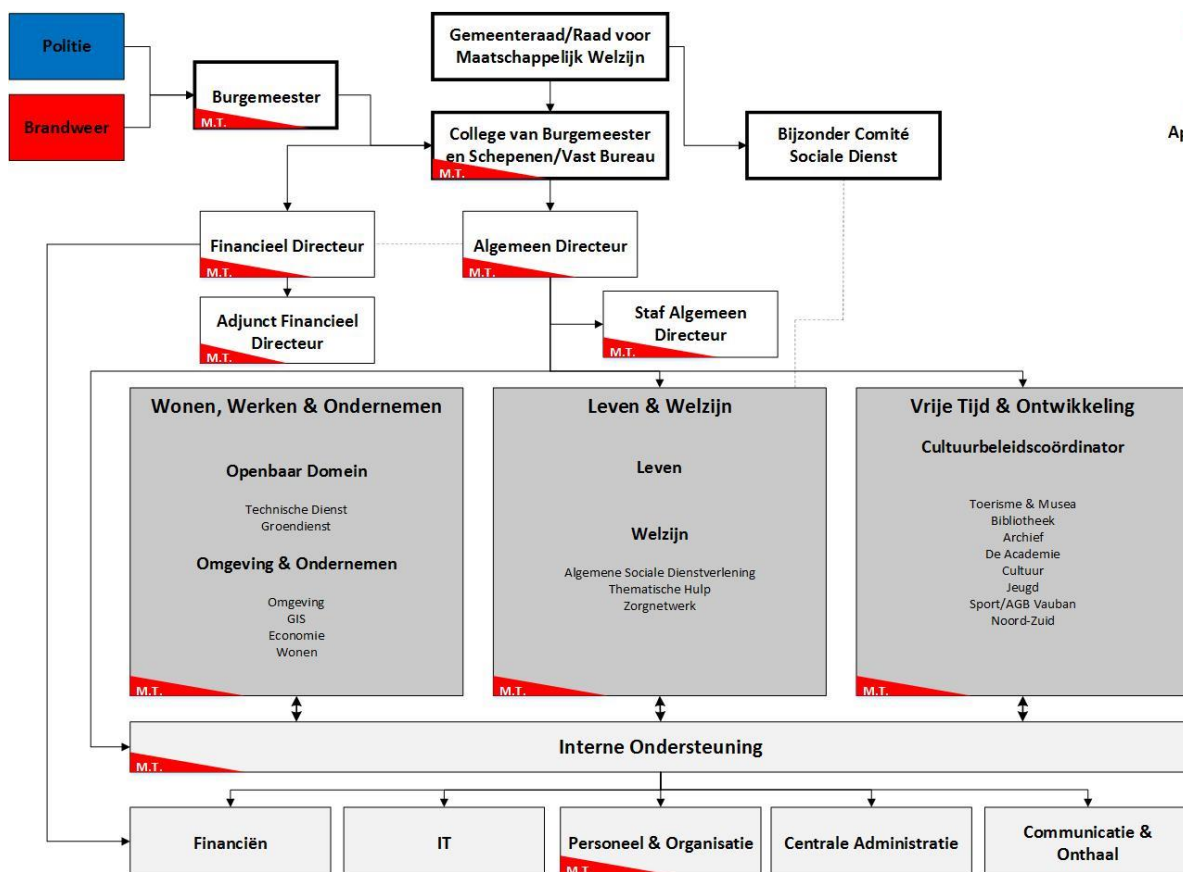 Politie
Gemeenteraad/Raad voor
Maatschappelijk Welzijn
Burgemeester
M.T.
Brandweer
College van Burgemeester
en Schepenen/Vast Bureau
M.T.
Bijzonder Comité
Sociale Dienst
Ap
Financieel Directeur
M.T.
Algemeen Directeur
M.T.
Adjunct Financieel
Directeur
M.T.
Staf Algemeen
Directeur
M.T.
Wonen, Werken & Ondernemen
Openbaar Domein
Technische Dienst
Groendienst
Omgeving & Ondernemen
Omgeving
GIS
Economie
Wonen
M.T.
Leven & Welzijn
Leven
Welzijn
Algemene Sociale Dienstverlening
Thematische Hulp
Zorgnetwerk
M.T.
Vrije Tijd & Ontwikkeling
Cultuurbeleidscoördinator
Toerisme & Musea
Bibliotheek
Archief
De Academie
Cultuur
Jeugd
Sport/AGB Vauban
Noord-Zuid
M.T.
Interne Ondersteuning
M.T.
Financiën
IT
Personeel & Organisatie
M.T.
Centrale Administratie
Communicatie &
Onthaal